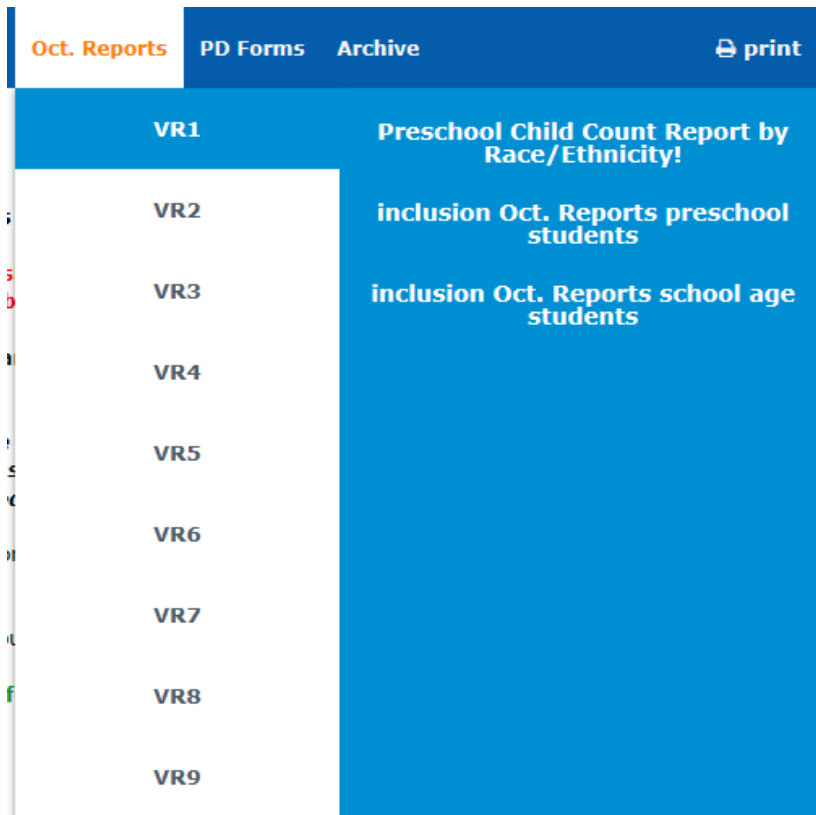 Oct. Reports PD Forms Archive print
VR1
Preschool Child Count Report by
Race/Ethnicity!
VR2
inclusion Oct. Reports preschool
students
VR3
inclusion Oct. Reports school age
students
VR4
VR5
VR6
VR7
VR8
VR9